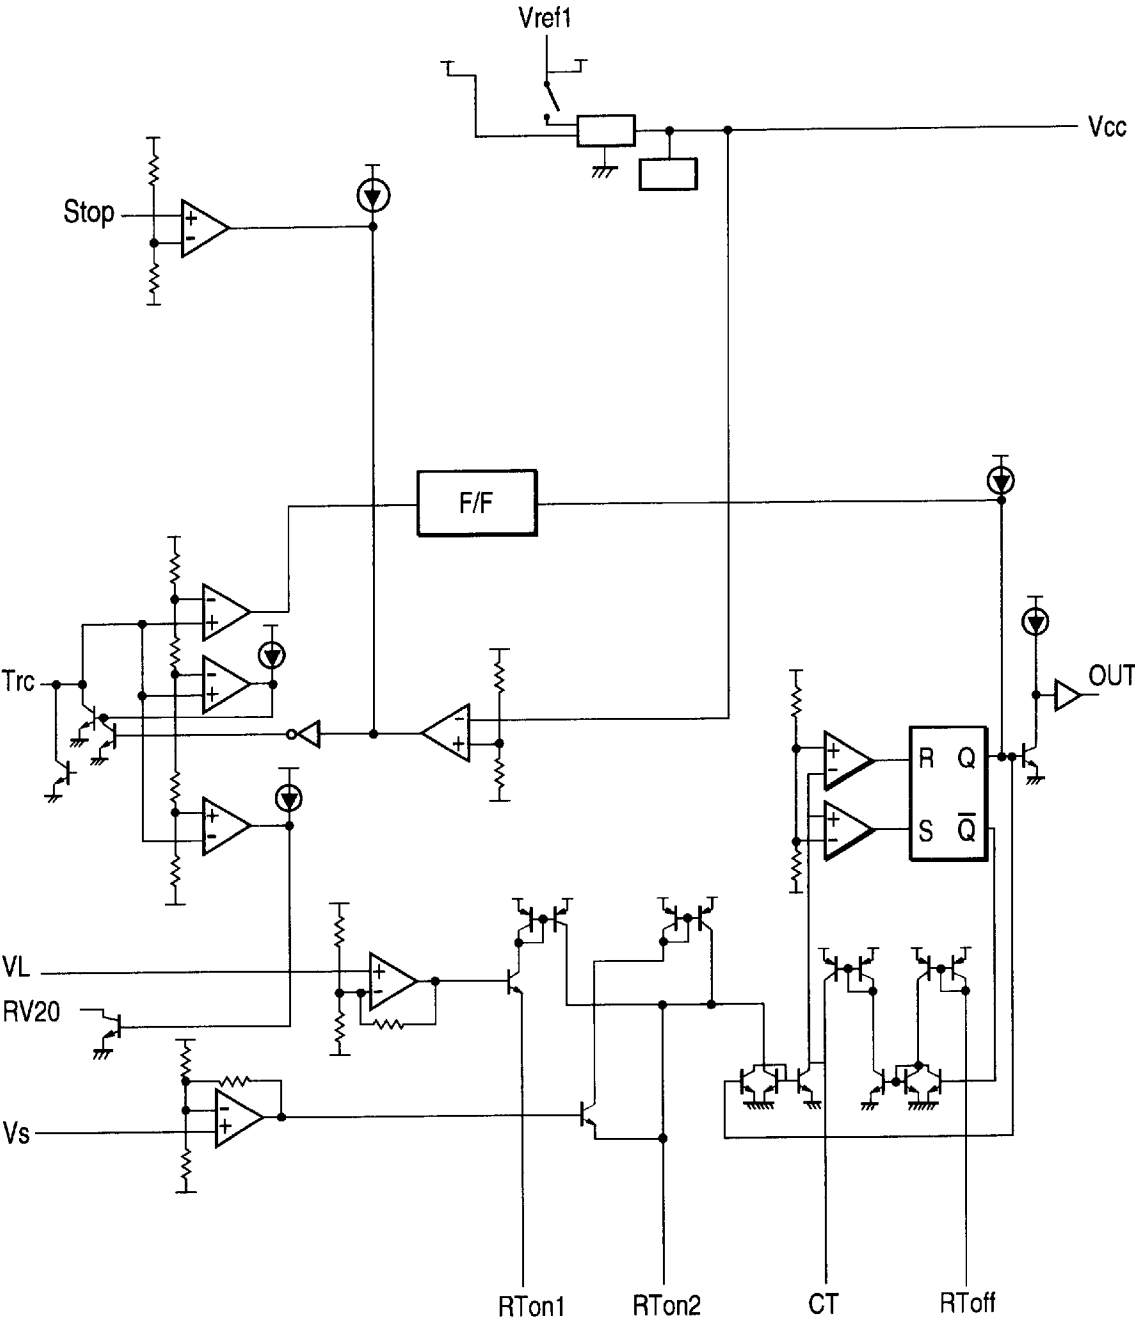 Vref1
Vcc
Stop
+
-
F/F
-
+
-
+
Trc
OUT
-
+
+
-
R Q
+
-
S Q̅
+
-
VL
+
-
RV20
-
+
Vs
RTon1
RTon2
CT
RToff